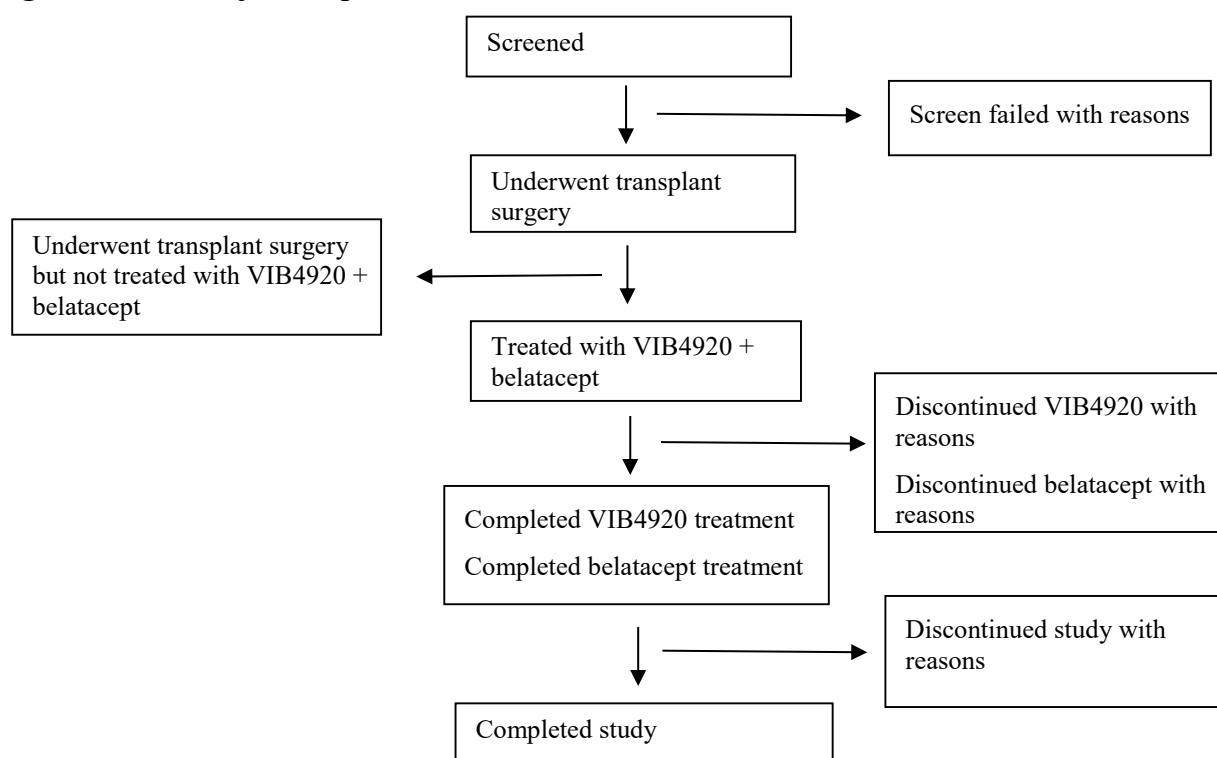 Screened
Screen failed with reasons
Underwent transplant
surgery
Underwent transplant surgery
but not treated with VIB4920 +
belatacept
Treated with VIB4920 +
belatacept
Discontinued VIB4920 with
reasons
Discontinued belatacept with
reasons
Completed VIB4920 treatment
Completed belatacept treatment
Discontinued study with
reasons
Completed study